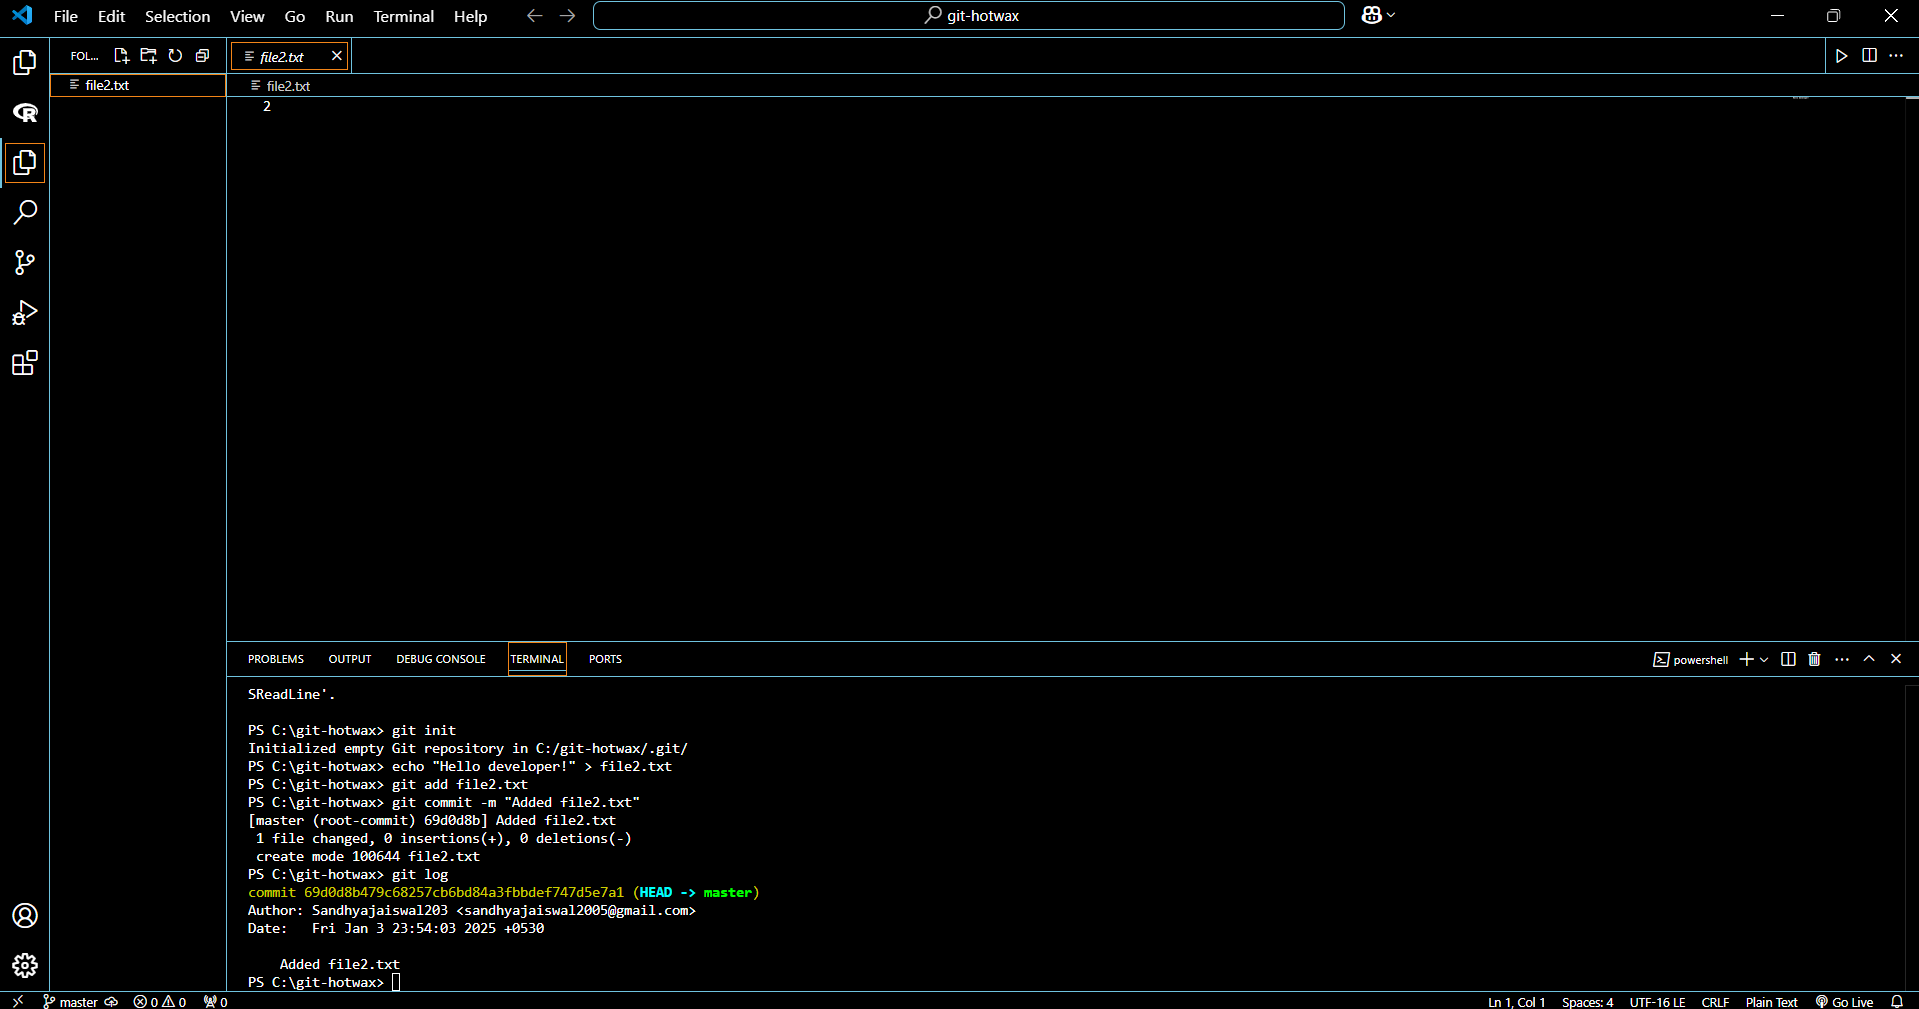 File Edit Selection View Go Run Terminal Help
git-hotwax
FOL...
file2.txt
file2.txt
file2.txt
2
PROBLEMS OUTPUT DEBUG CONSOLE TERMINAL PORTS
powershell
SReadLine'.
PS C:\git-hotwax> git init
Initialized empty Git repository in C:/git-hotwax/.git/
PS C:\git-hotwax> echo "Hello developer!" > file2.txt
PS C:\git-hotwax> git add file2.txt
PS C:\git-hotwax> git commit -m "Added file2.txt"
[master (root-commit) 69d0d8b] Added file2.txt
1 file changed, 0 insertions(+), 0 deletions(-)
create mode 100644 file2.txt
PS C:\git-hotwax> git log
commit 69d0d8b479c68257cb6bd84a3fbbdef747d5e7a1 (HEAD -> master)
Author: Sandhyajaiswal203 <sandhyajaiswal2005@gmail.com>
Date: Fri Jan 3 23:54:03 2025 +0530
Added file2.txt
PS C:\git-hotwax>
master 0 0 0 Ln 1, Col 1 Spaces: 4 UTF-16 LE CRLF Plain Text Go Live